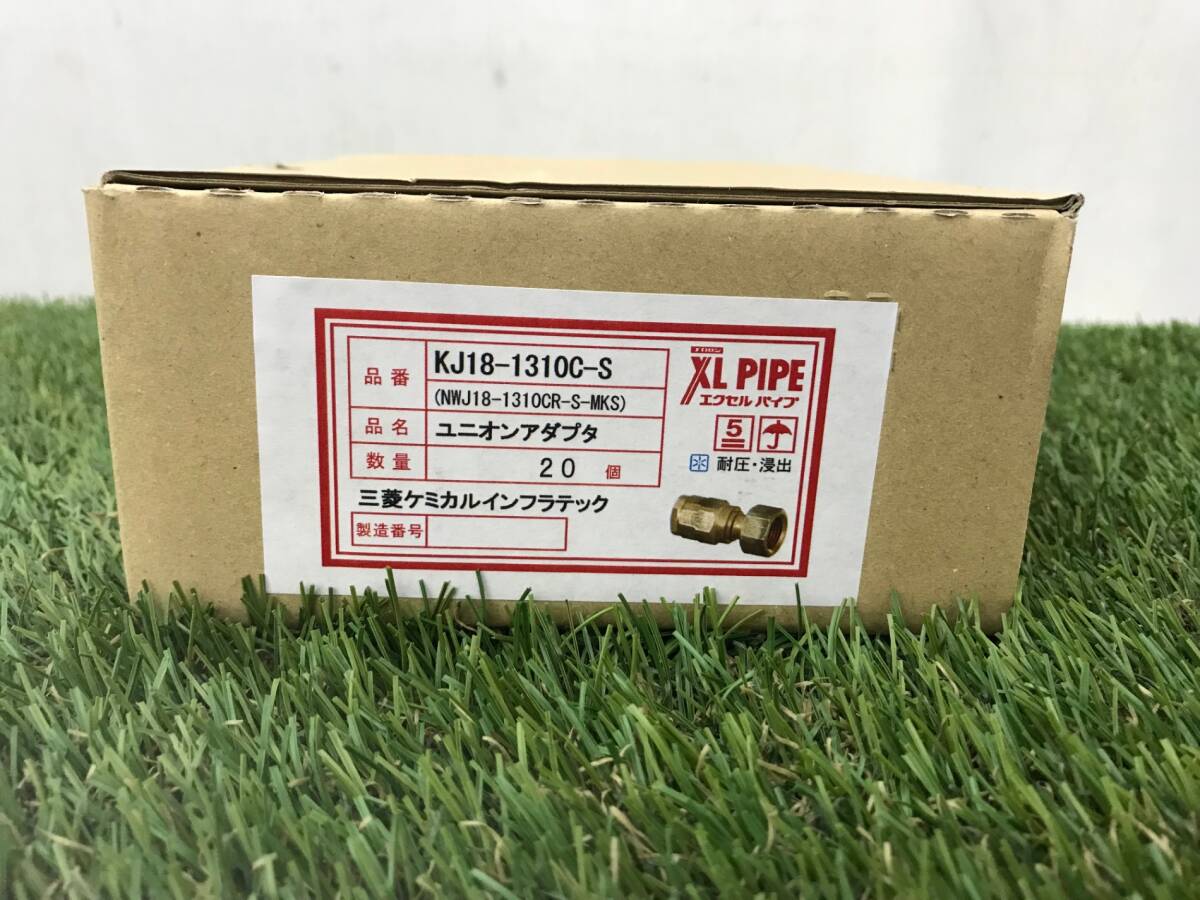 品番 KJ18-1310C-S
(NWJ18-1310CR-S-MKS)
品名 ユニオンアダプタ
数量 20 個
三菱ケミカルインフラテック
製造番号
XL PIPE
エクセルパイプ
5
水 耐圧・浸出